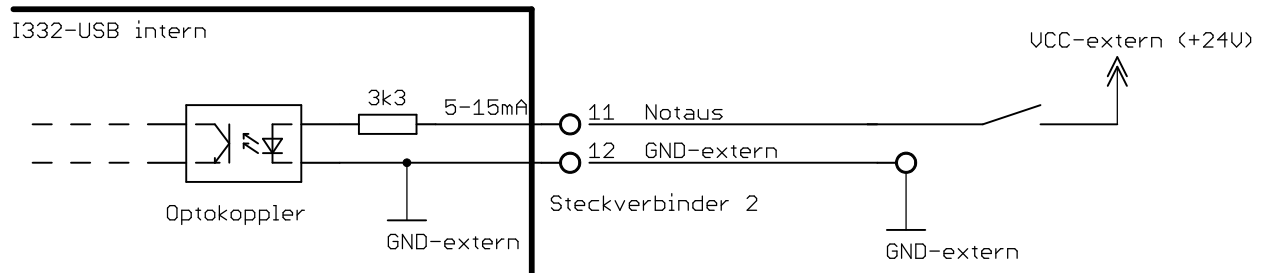 I332-USB intern
VCC-extern (+24V)
3k3
5-15mA
11 Notaus
12 GND-extern
Optokoppler
Steckverbinder 2
GND-extern
GND-extern